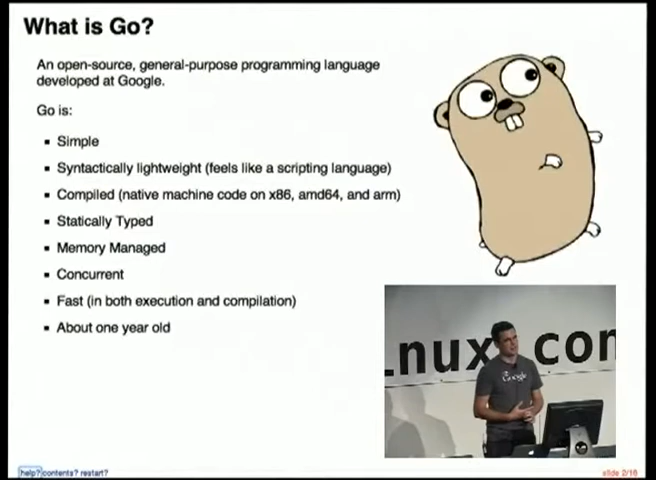 What is Go?
An open-source, general-purpose programming language
developed at Google.
Go is:
▪ Simple
▪ Syntactically lightweight (feels like a scripting language)
▪ Compiled (native machine code on x86, amd64, and arm)
▪ Statically Typed
▪ Memory Managed
▪ Concurrent
▪ Fast (in both execution and compilation)
▪ About one year old
nux.con
Google
help? contents? restart?
slide 2/16